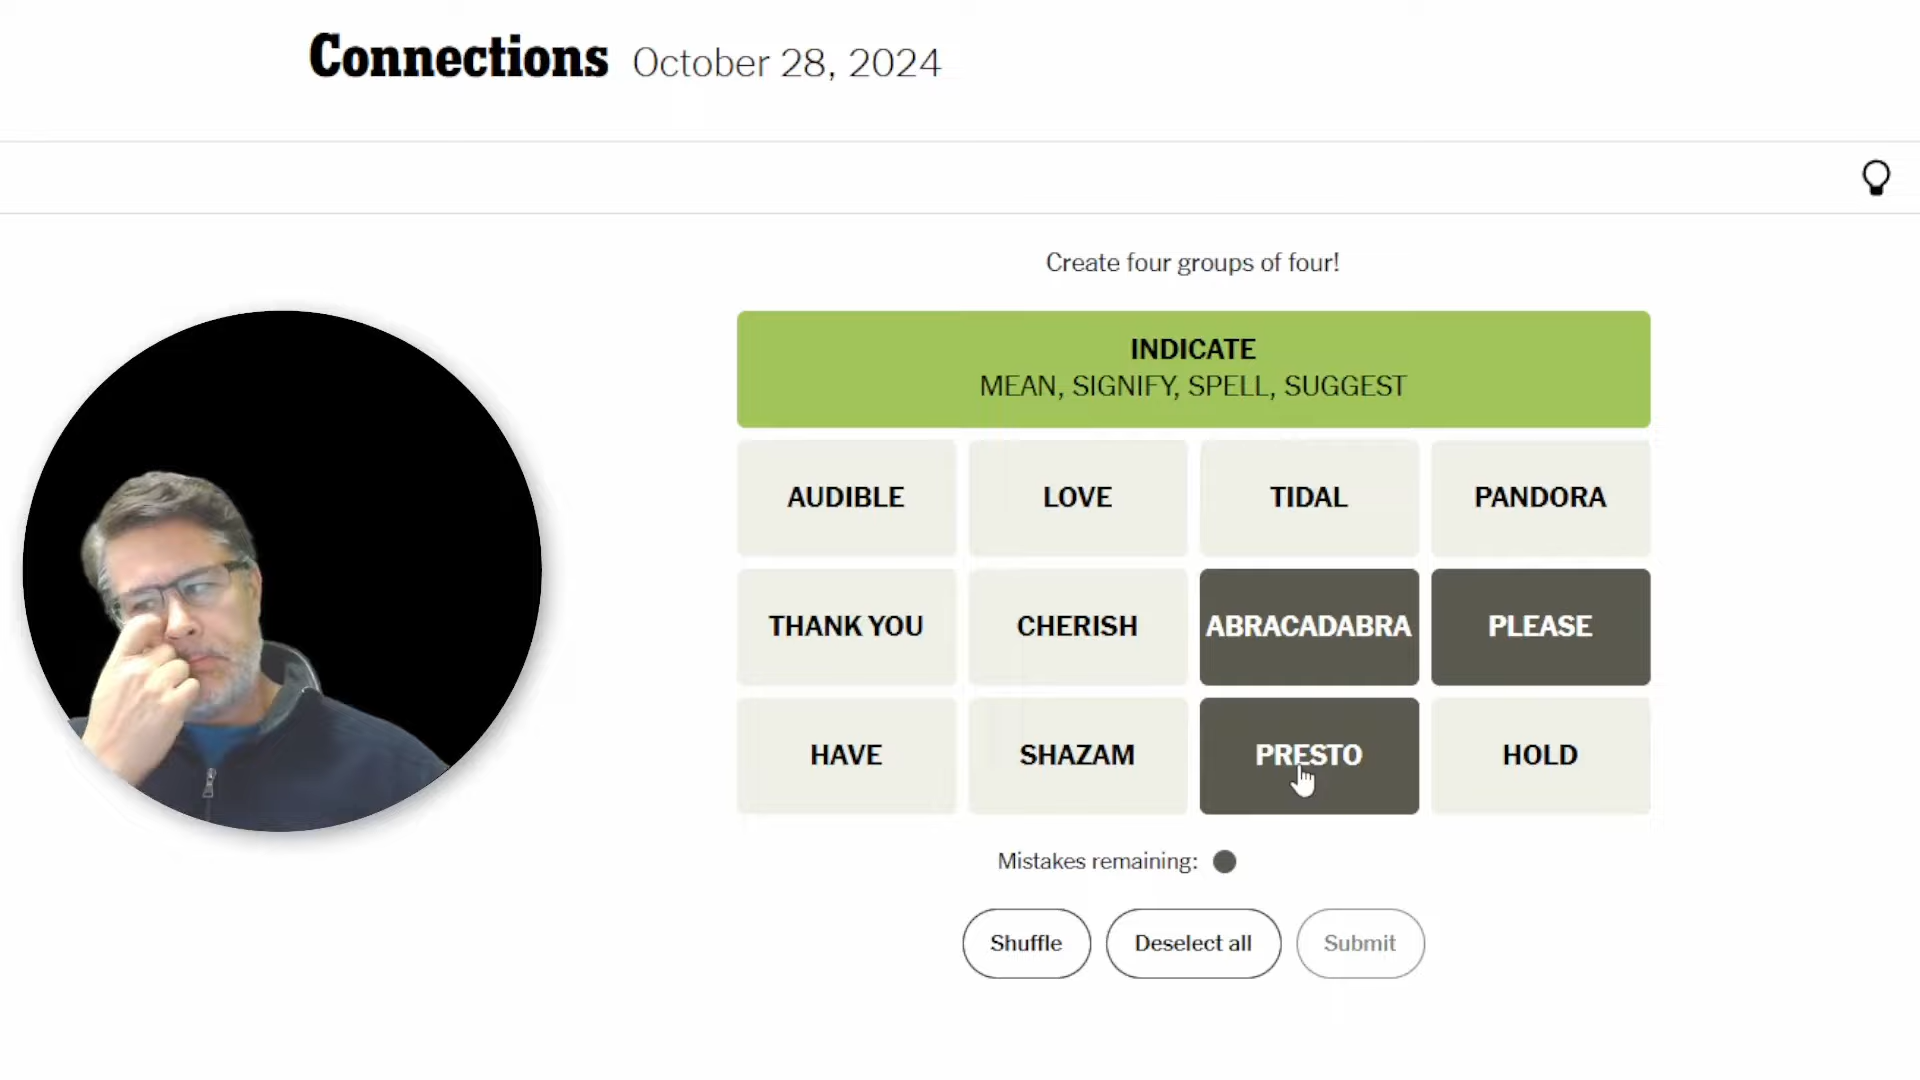 Connections October 28, 2024
Create four groups of four!
INDICATE
MEAN, SIGNIFY, SPELL, SUGGEST
AUDIBLE LOVE TIDAL PANDORA
THANK YOU CHERISH ABRACADABRA PLEASE
HAVE SHAZAM PRESTO HOLD
Mistakes remaining:
Shuffle Deselect all Submit